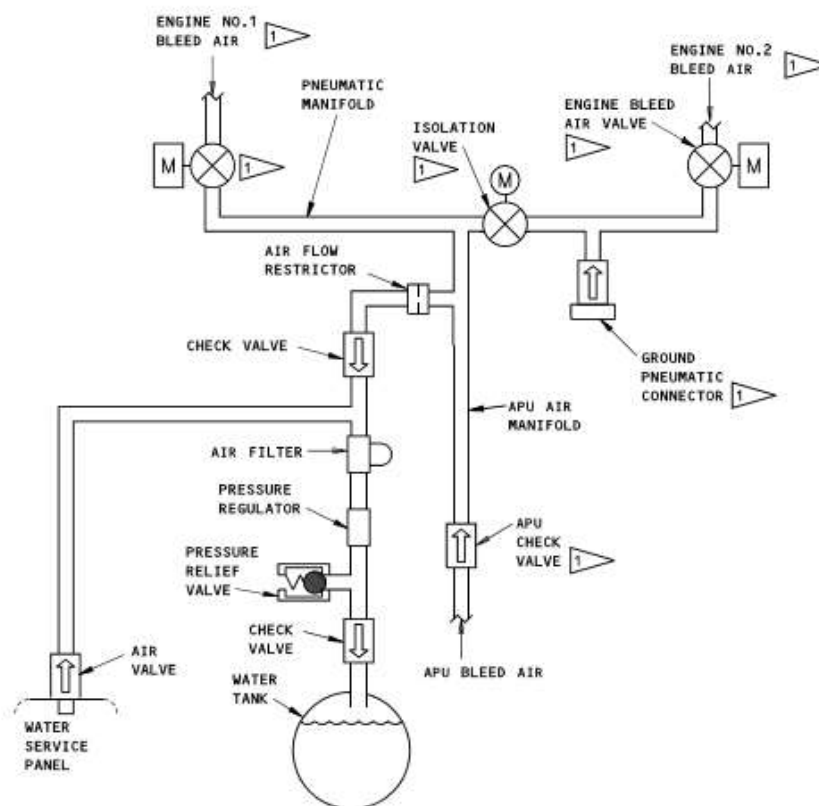 ENGINE NO.1
BLEED AIR
1
ENGINE NO.2
BLEED AIR
1
PNEUMATIC
MANIFOLD
ENGINE BLEED
AIR VALVE
1
ISOLATION
VALVE
1
M
M
1
M
AIR FLOW
RESTRICTOR
CHECK VALVE
GROUND
PNEUMATIC
CONNECTOR
1
APU AIR
MANIFOLD
AIR FILTER
PRESSURE
REGULATOR
APU
CHECK
VALVE
1
PRESSURE
RELIEF
VALVE
CHECK
VALVE
AIR
VALVE
WATER
TANK
APU BLEED AIR
WATER
SERVICE
PANEL